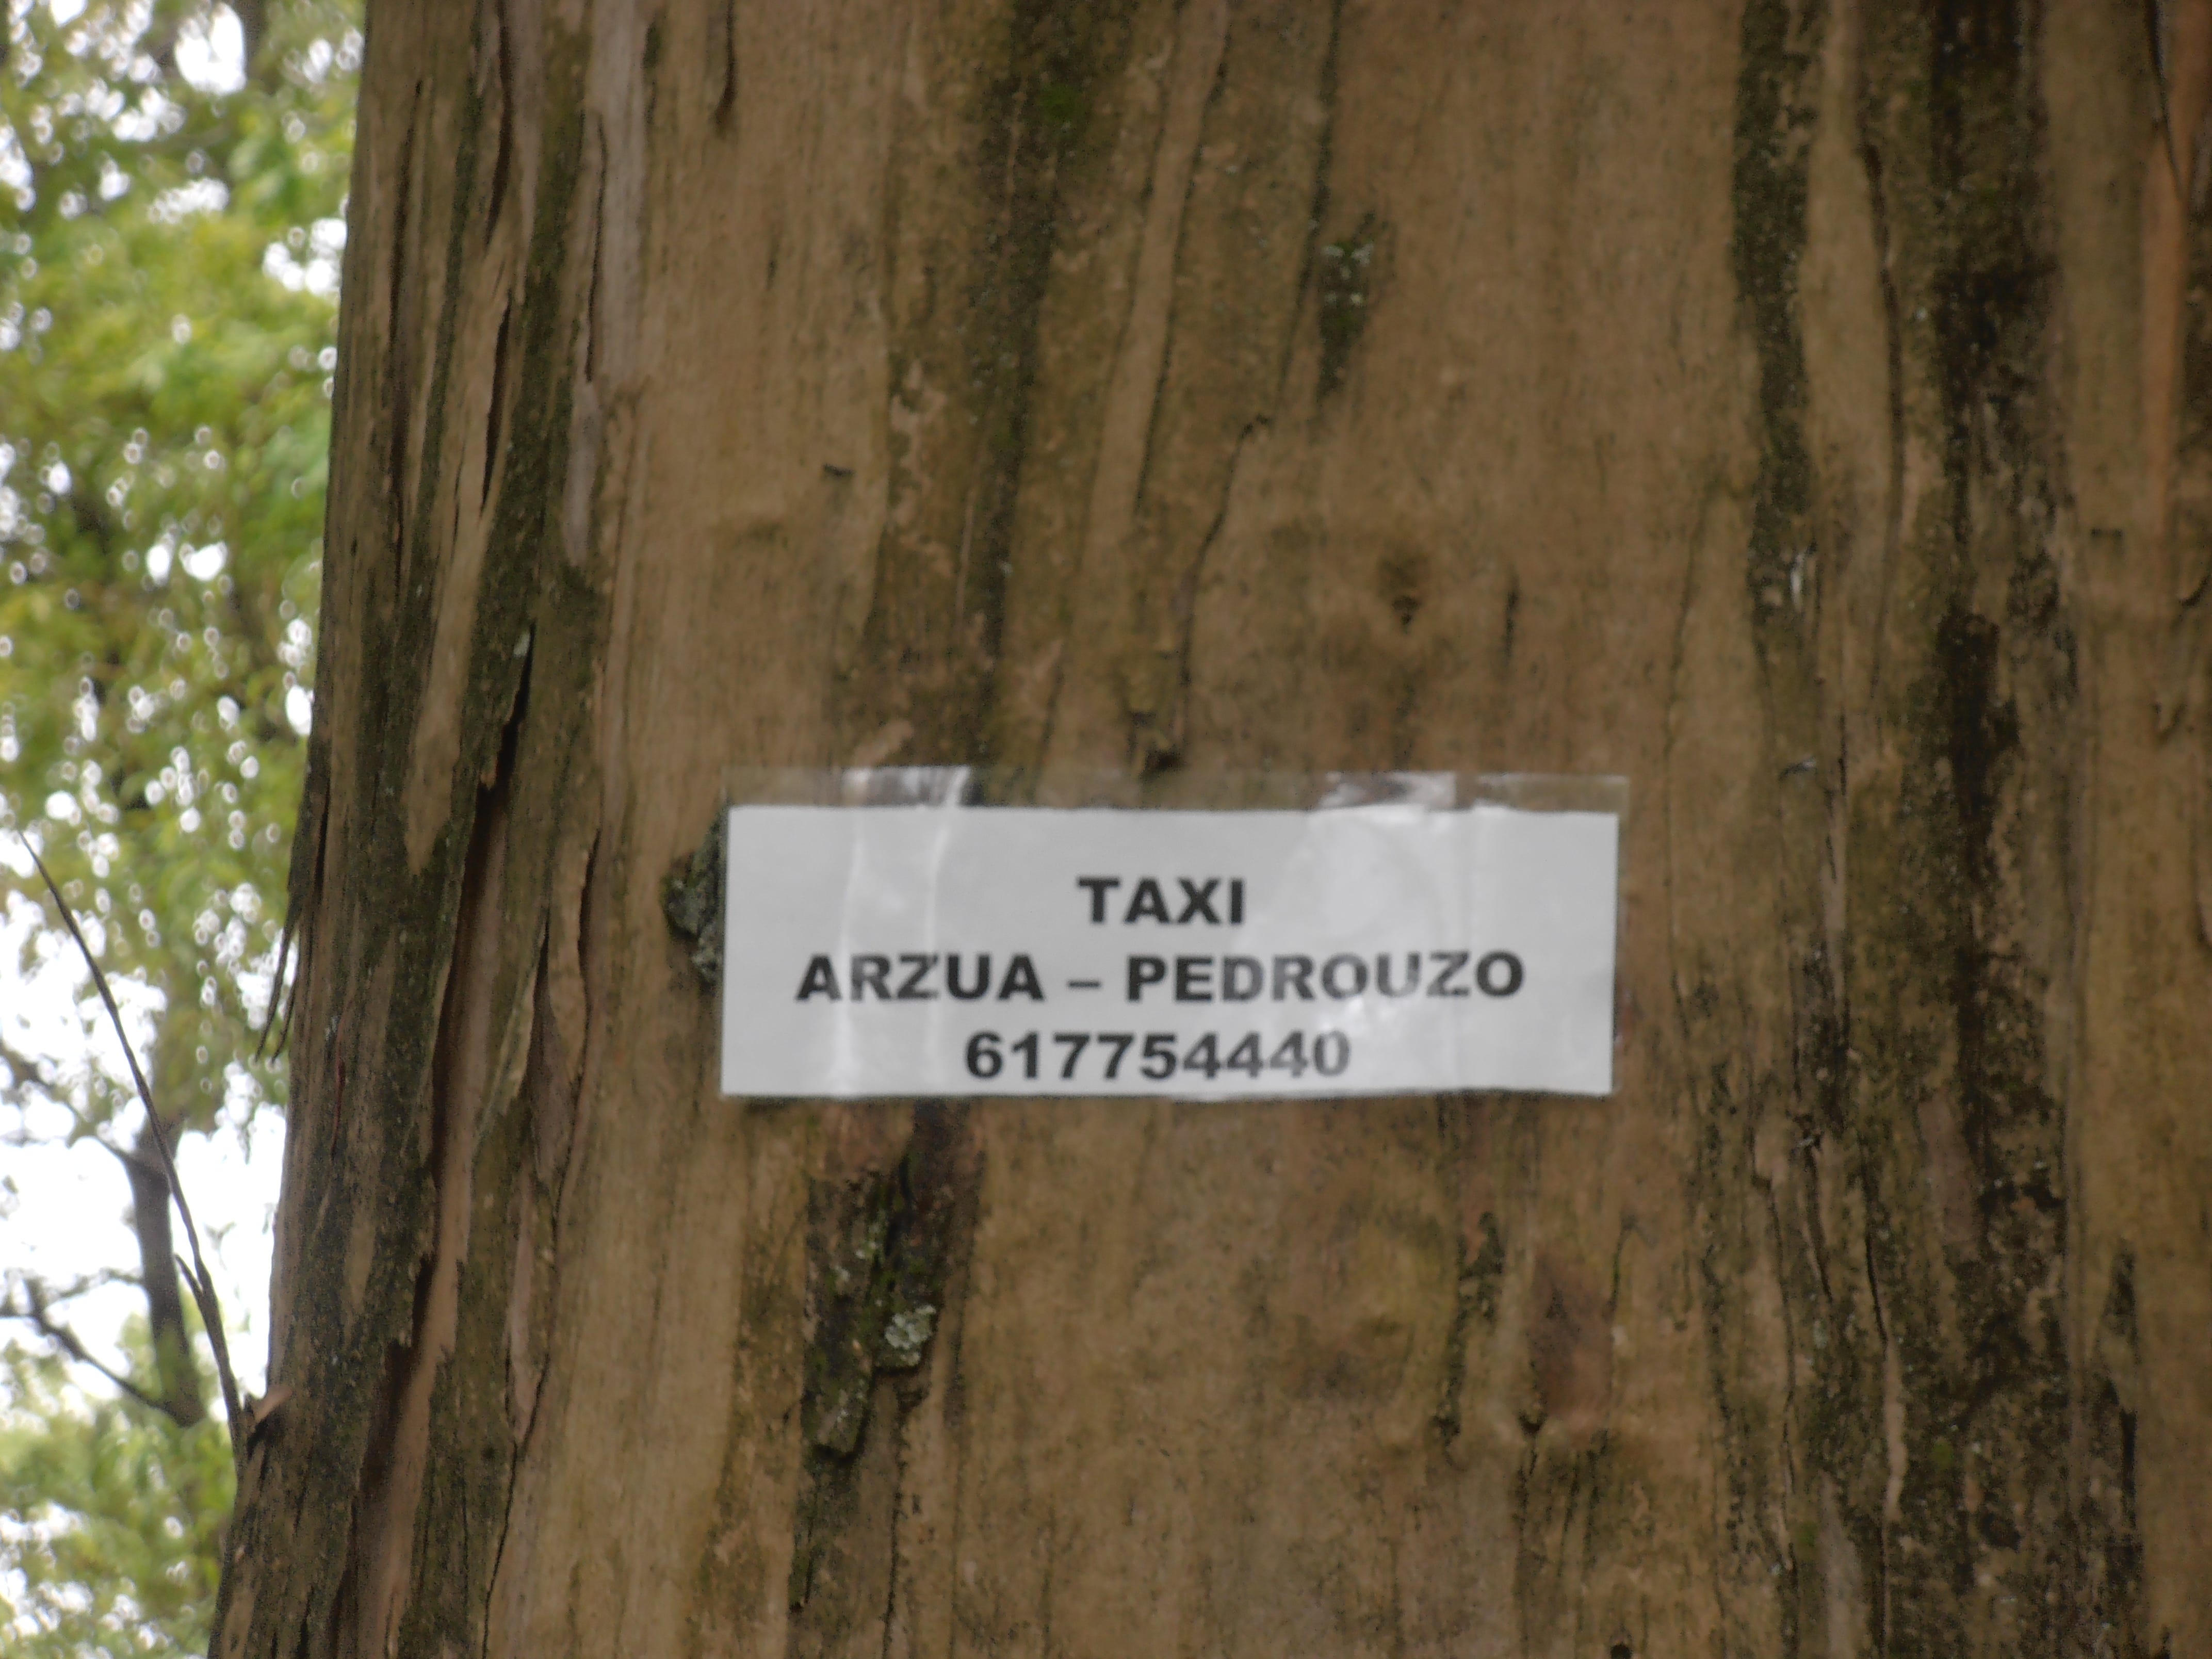 TAXI
ARZUA – PEDROUZO
617754440